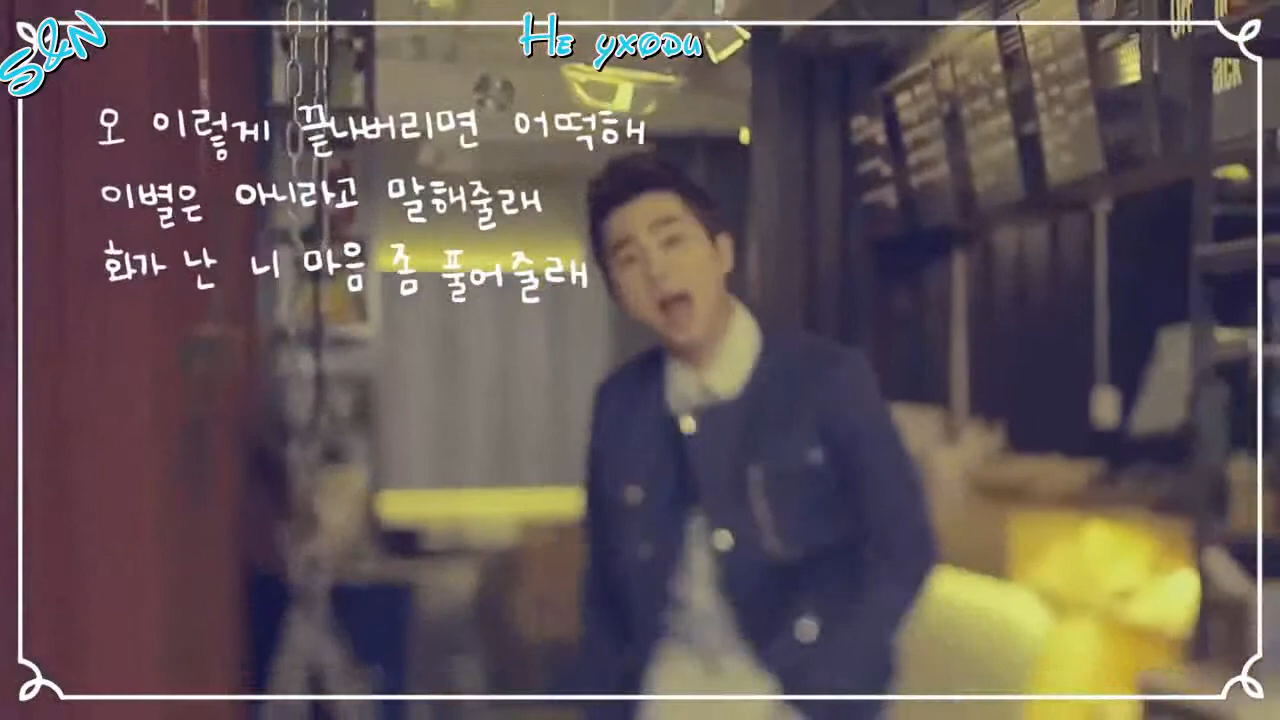 S&N
Не уходи
오 이렇게 끝나버리면 어떡해
이별은 아니라고 말해줄래
화가 난 니 마음 좀 풀어줄래
ack